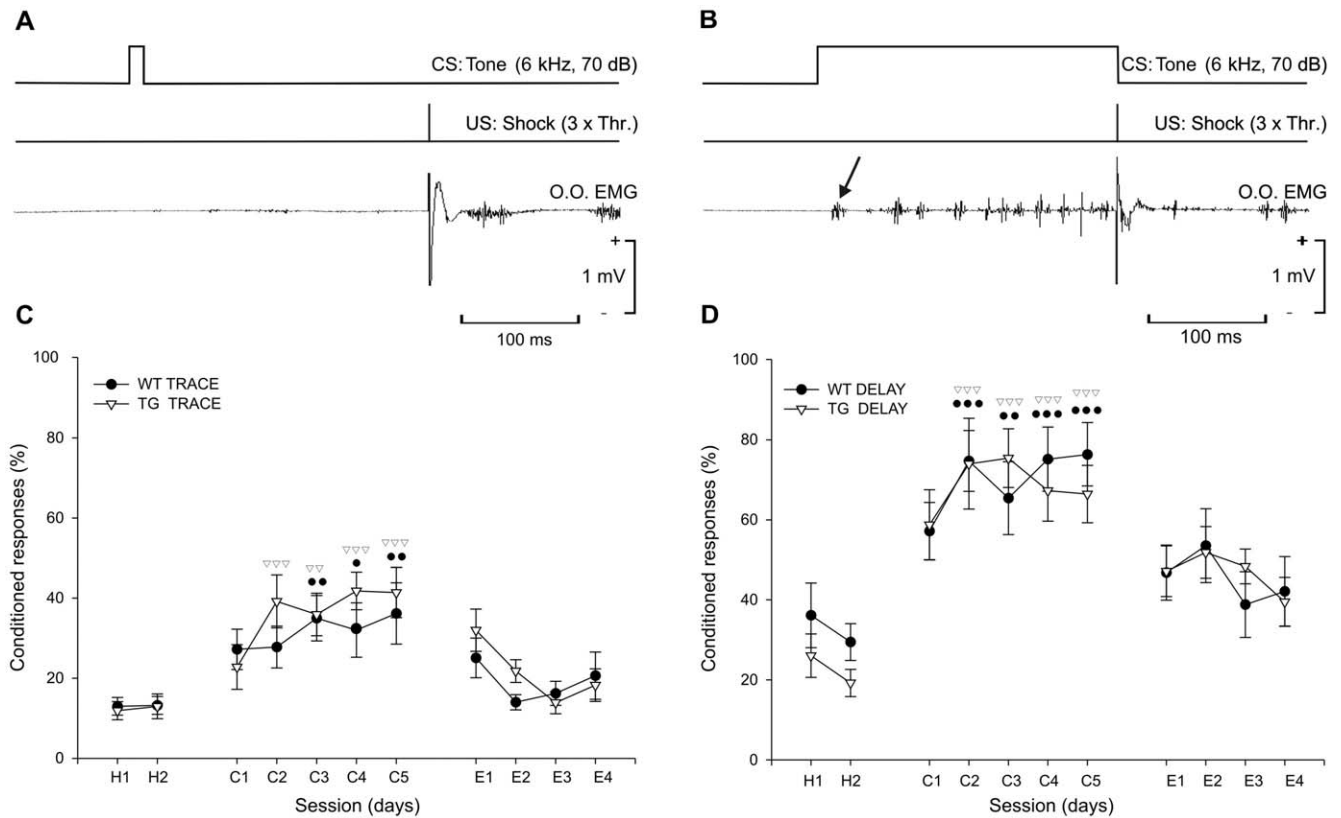 A
CS: Tone (6 kHz, 70 dB)
US: Shock (3 x Thr.)
O.O. EMG
+
1 mV
-
100 ms
B
CS: Tone (6 kHz, 70 dB)
US: Shock (3 x Thr.)
O.O. EMG
+
1 mV
-
100 ms
C
100
80
60
40
20
0
Conditioned responses (%)
WT TRACE
TG TRACE
H1 H2 C1 C2 C3 C4 C5 E1 E2 E3 E4
Session (days)
D
100
80
60
40
20
0
Conditioned responses (%)
WT DELAY
TG DELAY
H1 H2 C1 C2 C3 C4 C5 E1 E2 E3 E4
Session (days)